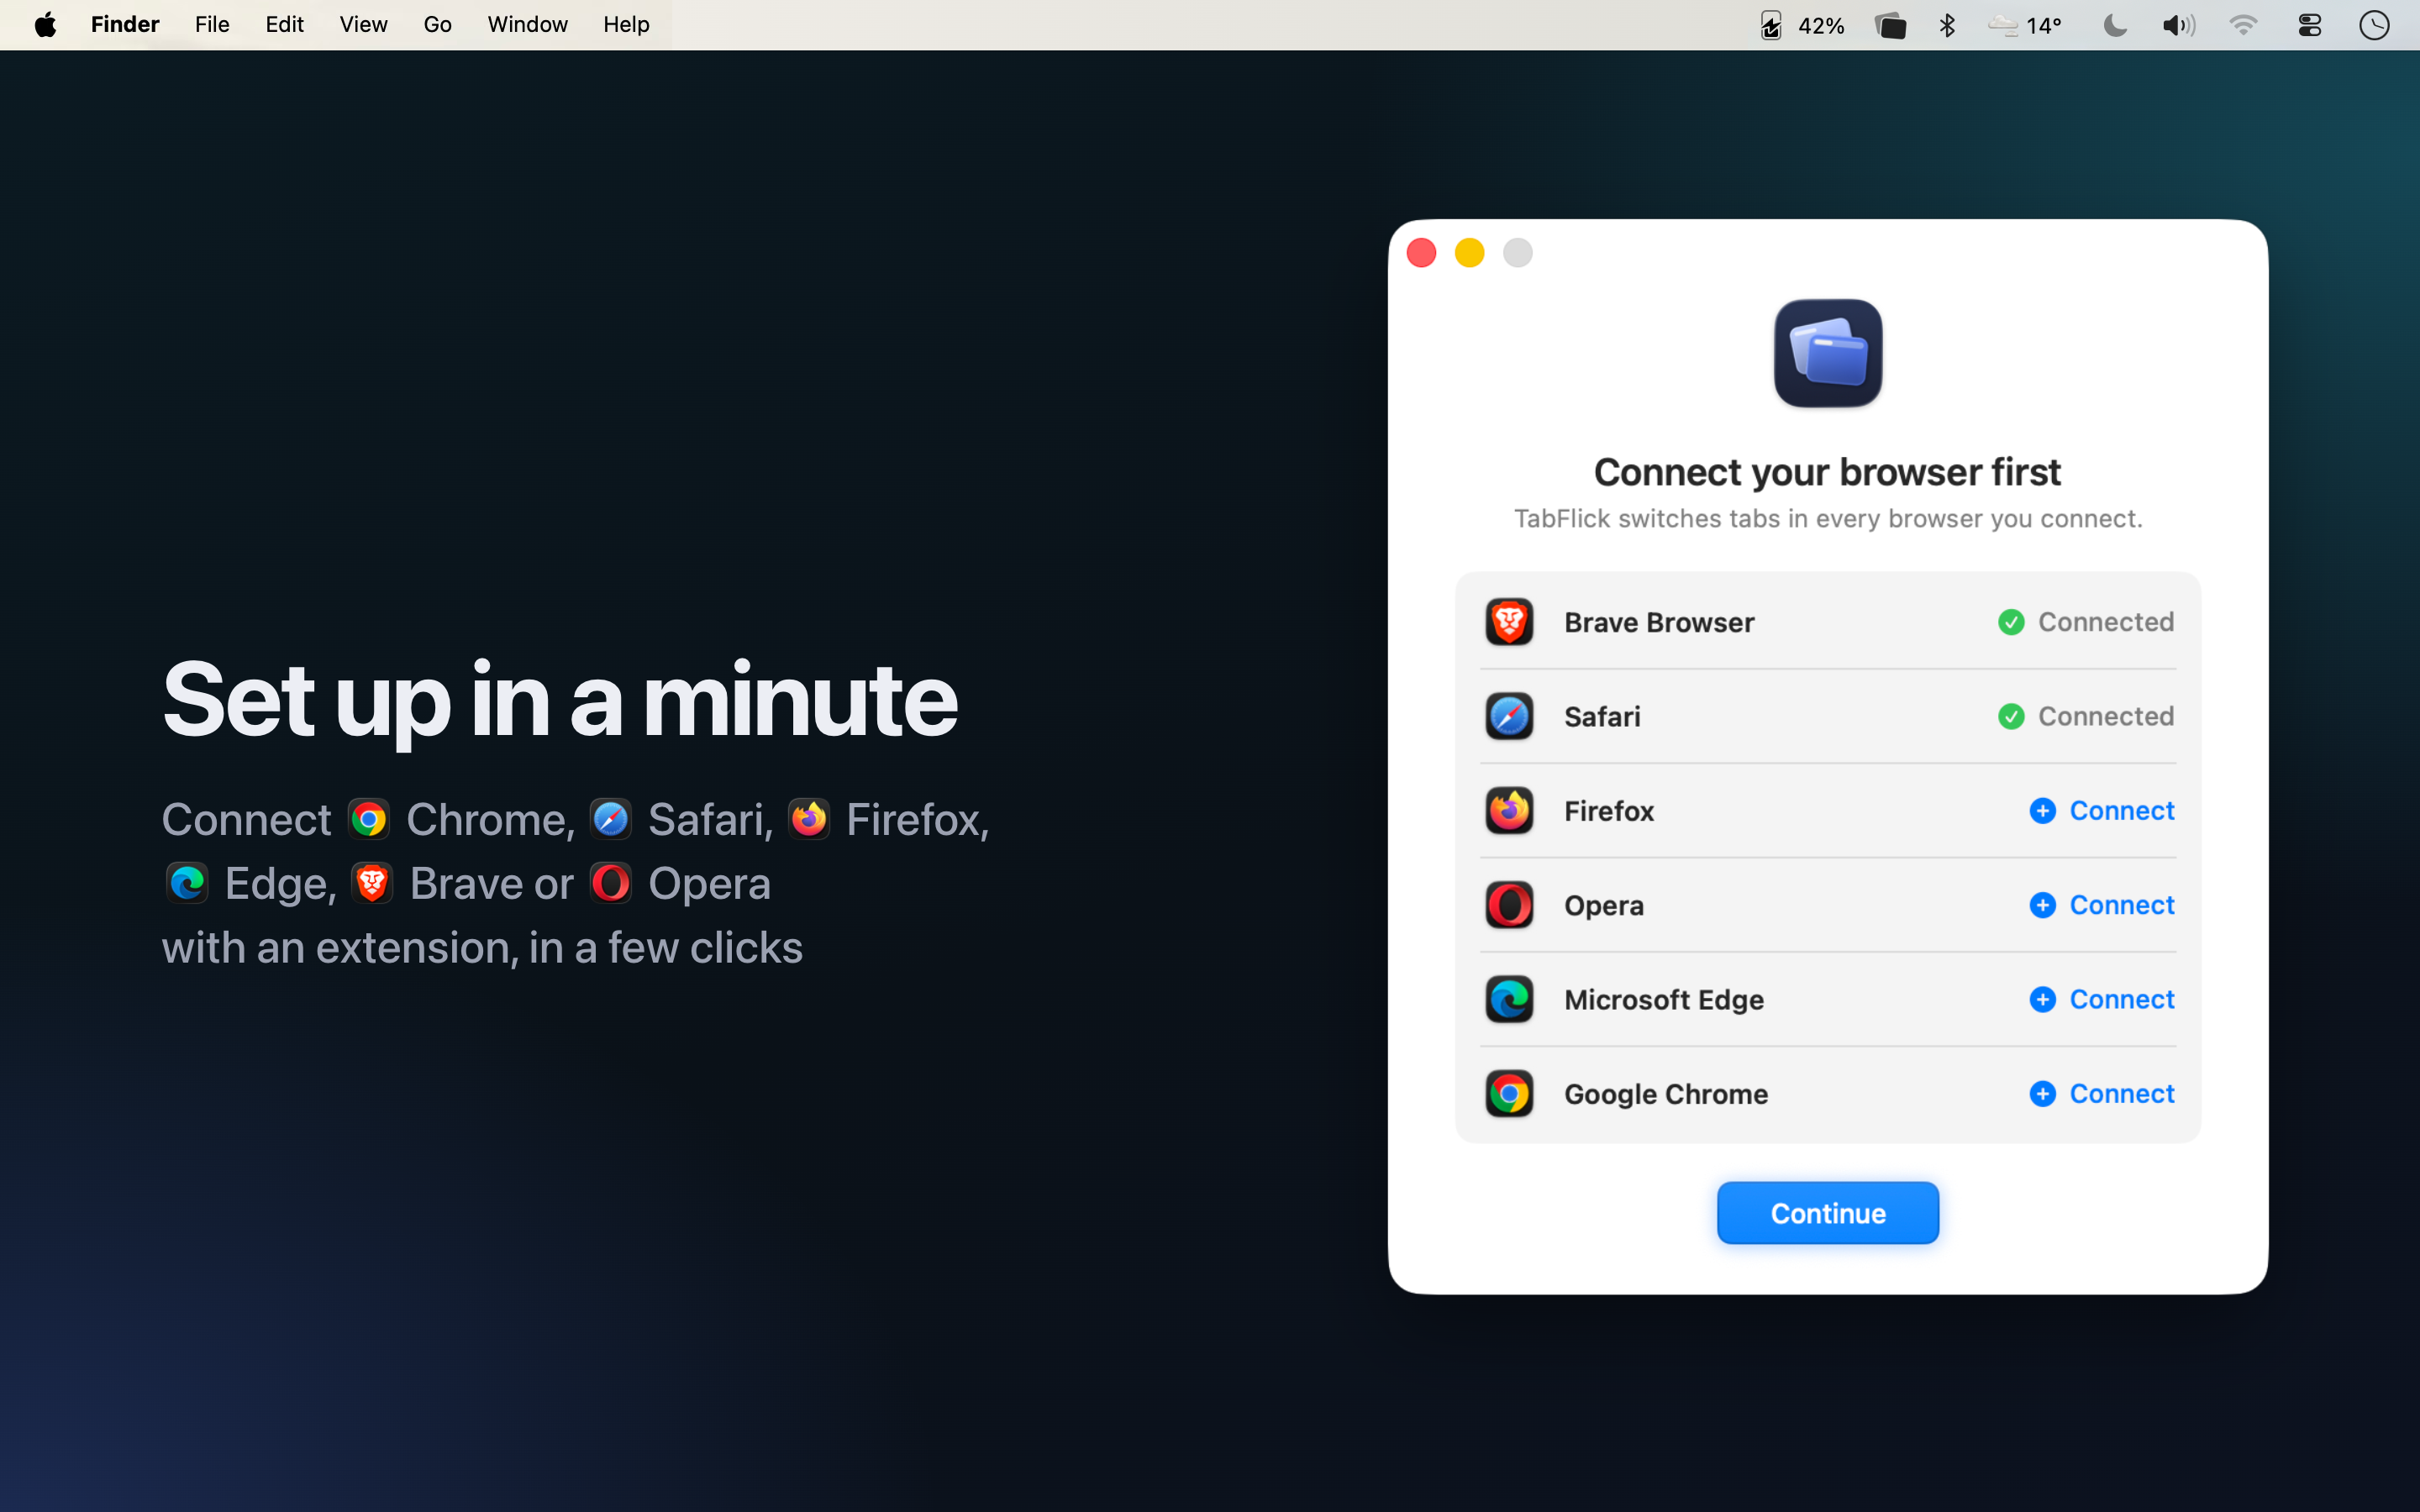 Finder File Edit View Go Window Help 42% 14°
Set up in a minute
Connect Chrome, Safari, Firefox,
Edge, Brave or Opera
with an extension, in a few clicks
Connect your browser first
TabFlick switches tabs in every browser you connect.
Brave Browser Connected
Safari Connected
Firefox Connect
Opera Connect
Microsoft Edge Connect
Google Chrome Connect
Continue